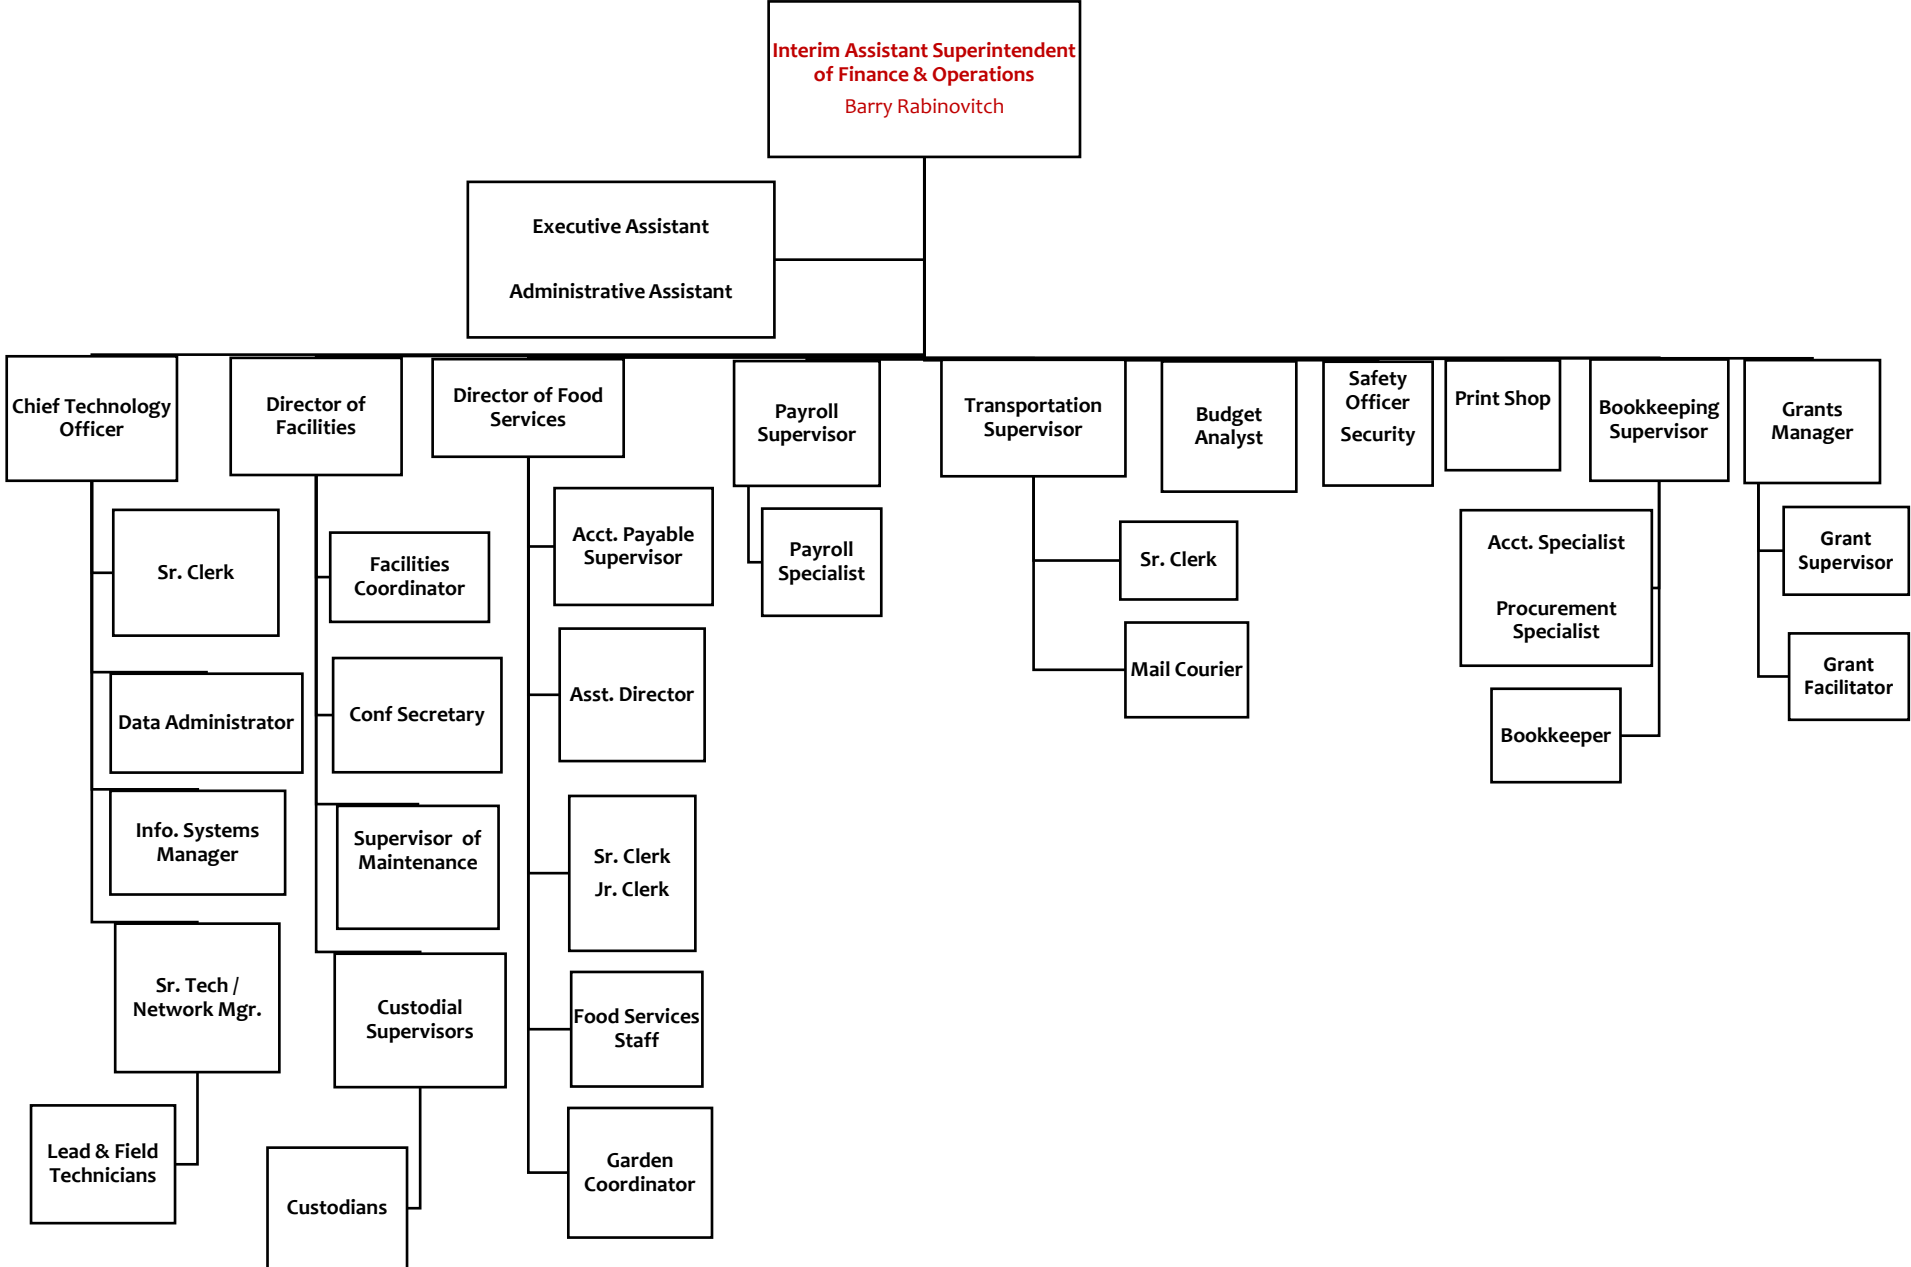 Interim Assistant Superintendent
of Finance & Operations
Barry Rabinovitch
Executive Assistant
Administrative Assistant
Chief Technology
Officer
Director of
Facilities
Director of Food
Services
Payroll
Supervisor
Transportation
Supervisor
Budget
Analyst
Safety
Officer
Security
Print Shop
Bookkeeping
Supervisor
Grants
Manager
Sr. Clerk
Data Administrator
Info. Systems
Manager
Sr. Tech /
Network Mgr.
Lead & Field
Technicians
Facilities
Coordinator
Conf Secretary
Supervisor of
Maintenance
Custodial
Supervisors
Custodians
Acct. Payable
Supervisor
Asst. Director
Sr. Clerk
Jr. Clerk
Food Services
Staff
Garden
Coordinator
Payroll
Specialist
Sr. Clerk
Mail Courier
Acct. Specialist
Procurement
Specialist
Bookkeeper
Grant
Supervisor
Grant
Facilitator